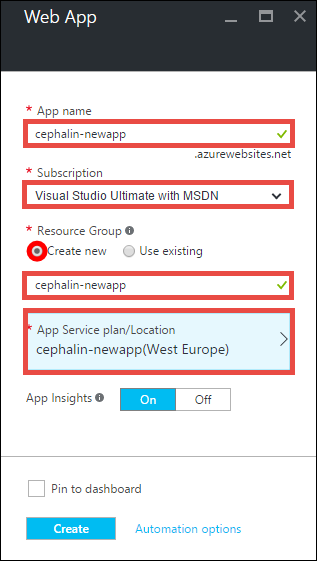 Web App
* App name
cephalin-newapp
.azurewebsites.net
* Subscription
Visual Studio Ultimate with MSDN
* Resource Group
Create new Use existing
cephalin-newapp
* App Service plan/Location
cephalin-newapp(West Europe)
App Insights On Off
Pin to dashboard
Create Automation options